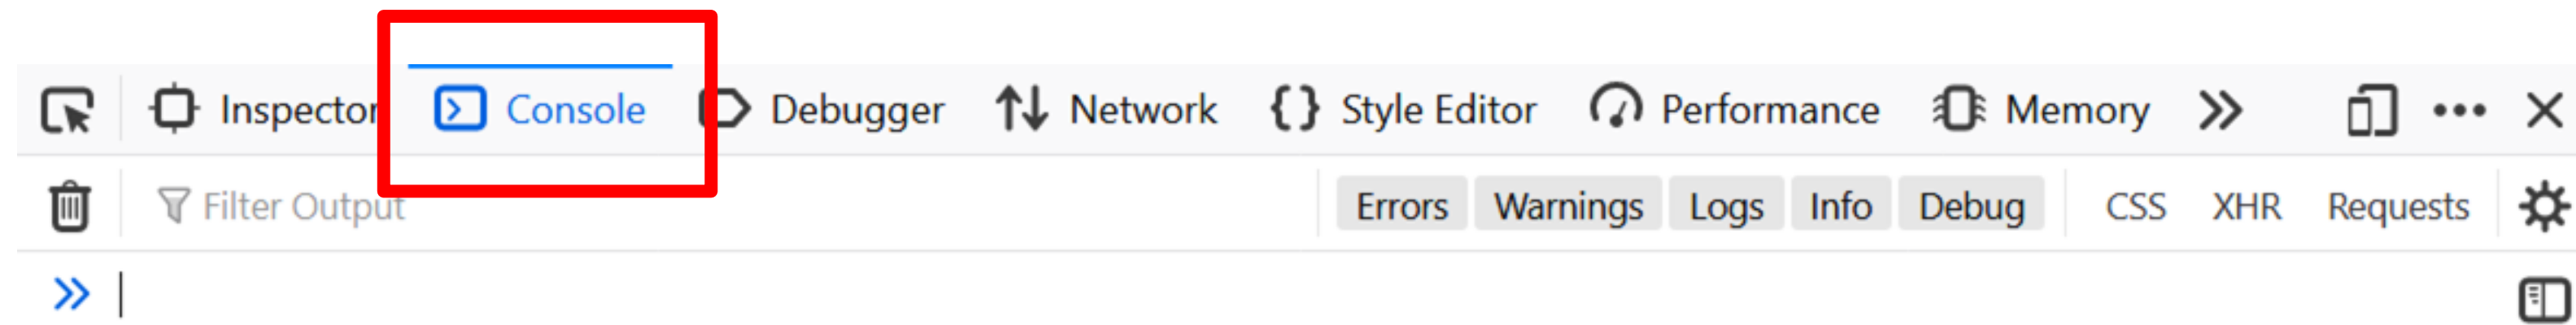 Inspector Console Debugger Network Style Editor Performance Memory
Filter Output Errors Warnings Logs Info Debug CSS XHR Requests